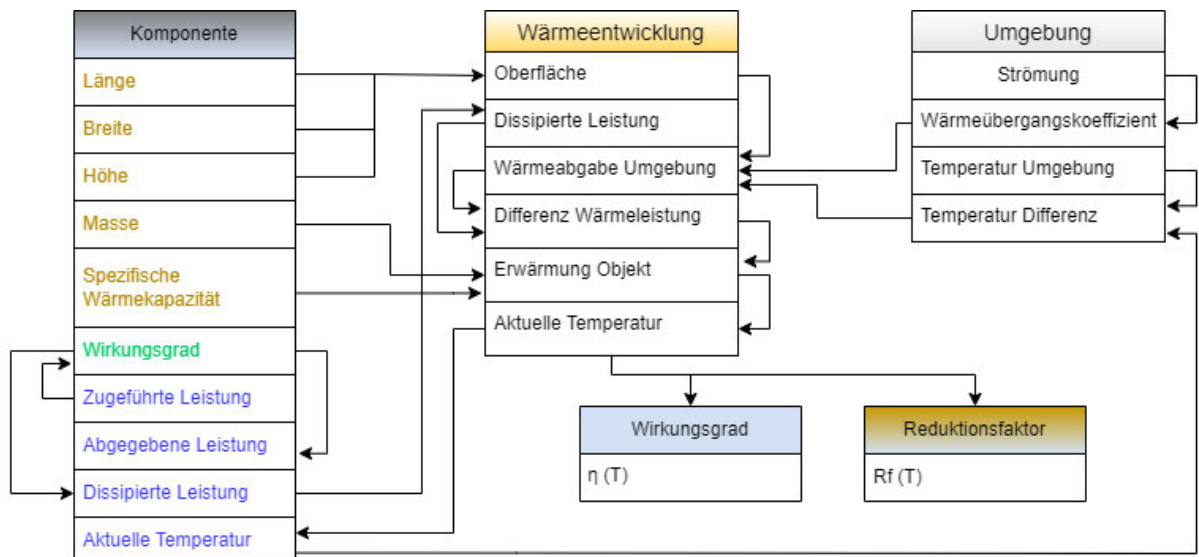 Komponente
Länge
Breite
Höhe
Masse
Spezifische
Wärmekapazität
Wirkungsgrad
Zugeführte Leistung
Abgegebene Leistung
Dissipierte Leistung
Aktuelle Temperatur
Wärmeentwicklung
Oberfläche
Dissipierte Leistung
Wärmeabgabe Umgebung
Differenz Wärmeleistung
Erwärmung Objekt
Aktuelle Temperatur
Umgebung
Strömung
Wärmeübergangskoeffizient
Temperatur Umgebung
Temperatur Differenz
Wirkungsgrad
η (T)
Reduktionsfaktor
Rf (T)